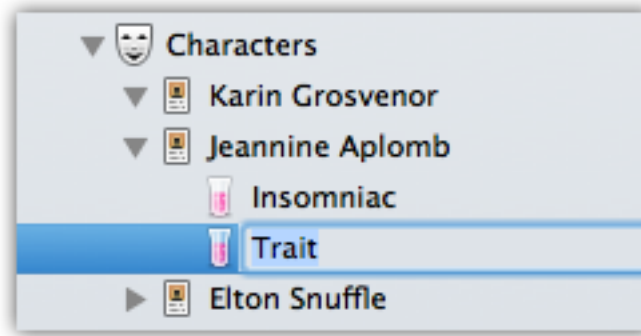 Characters
Karin Grosvenor
Jeannine Aplomb
Insomniac
Trait
Elton Snuffle